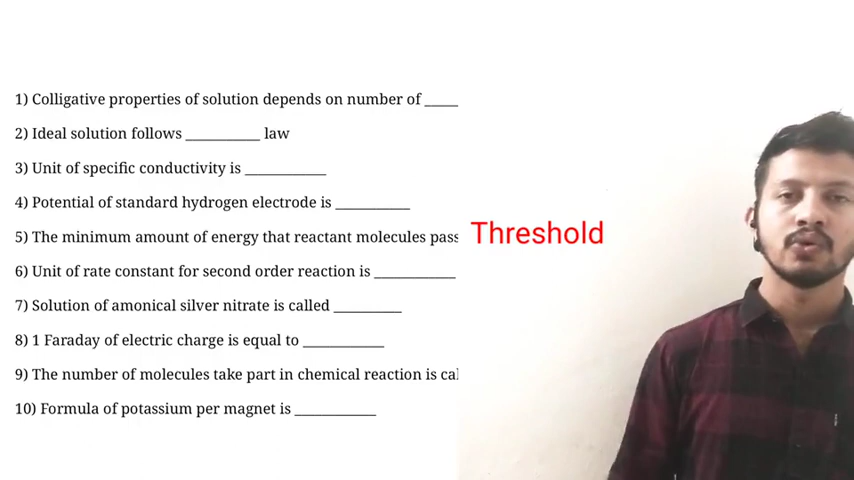 1) Colligative properties of solution depends on number of _____
2) Ideal solution follows __________ law
3) Unit of specific conductivity is ___________
4) Potential of standard hydrogen electrode is __________
5) The minimum amount of energy that reactant molecules pass
Threshold
6) Unit of rate constant for second order reaction is ___________
7) Solution of amonical silver nitrate is called _________
8) 1 Faraday of electric charge is equal to ___________
9) The number of molecules take part in chemical reaction is cal
10) Formula of potassium per magnet is ___________